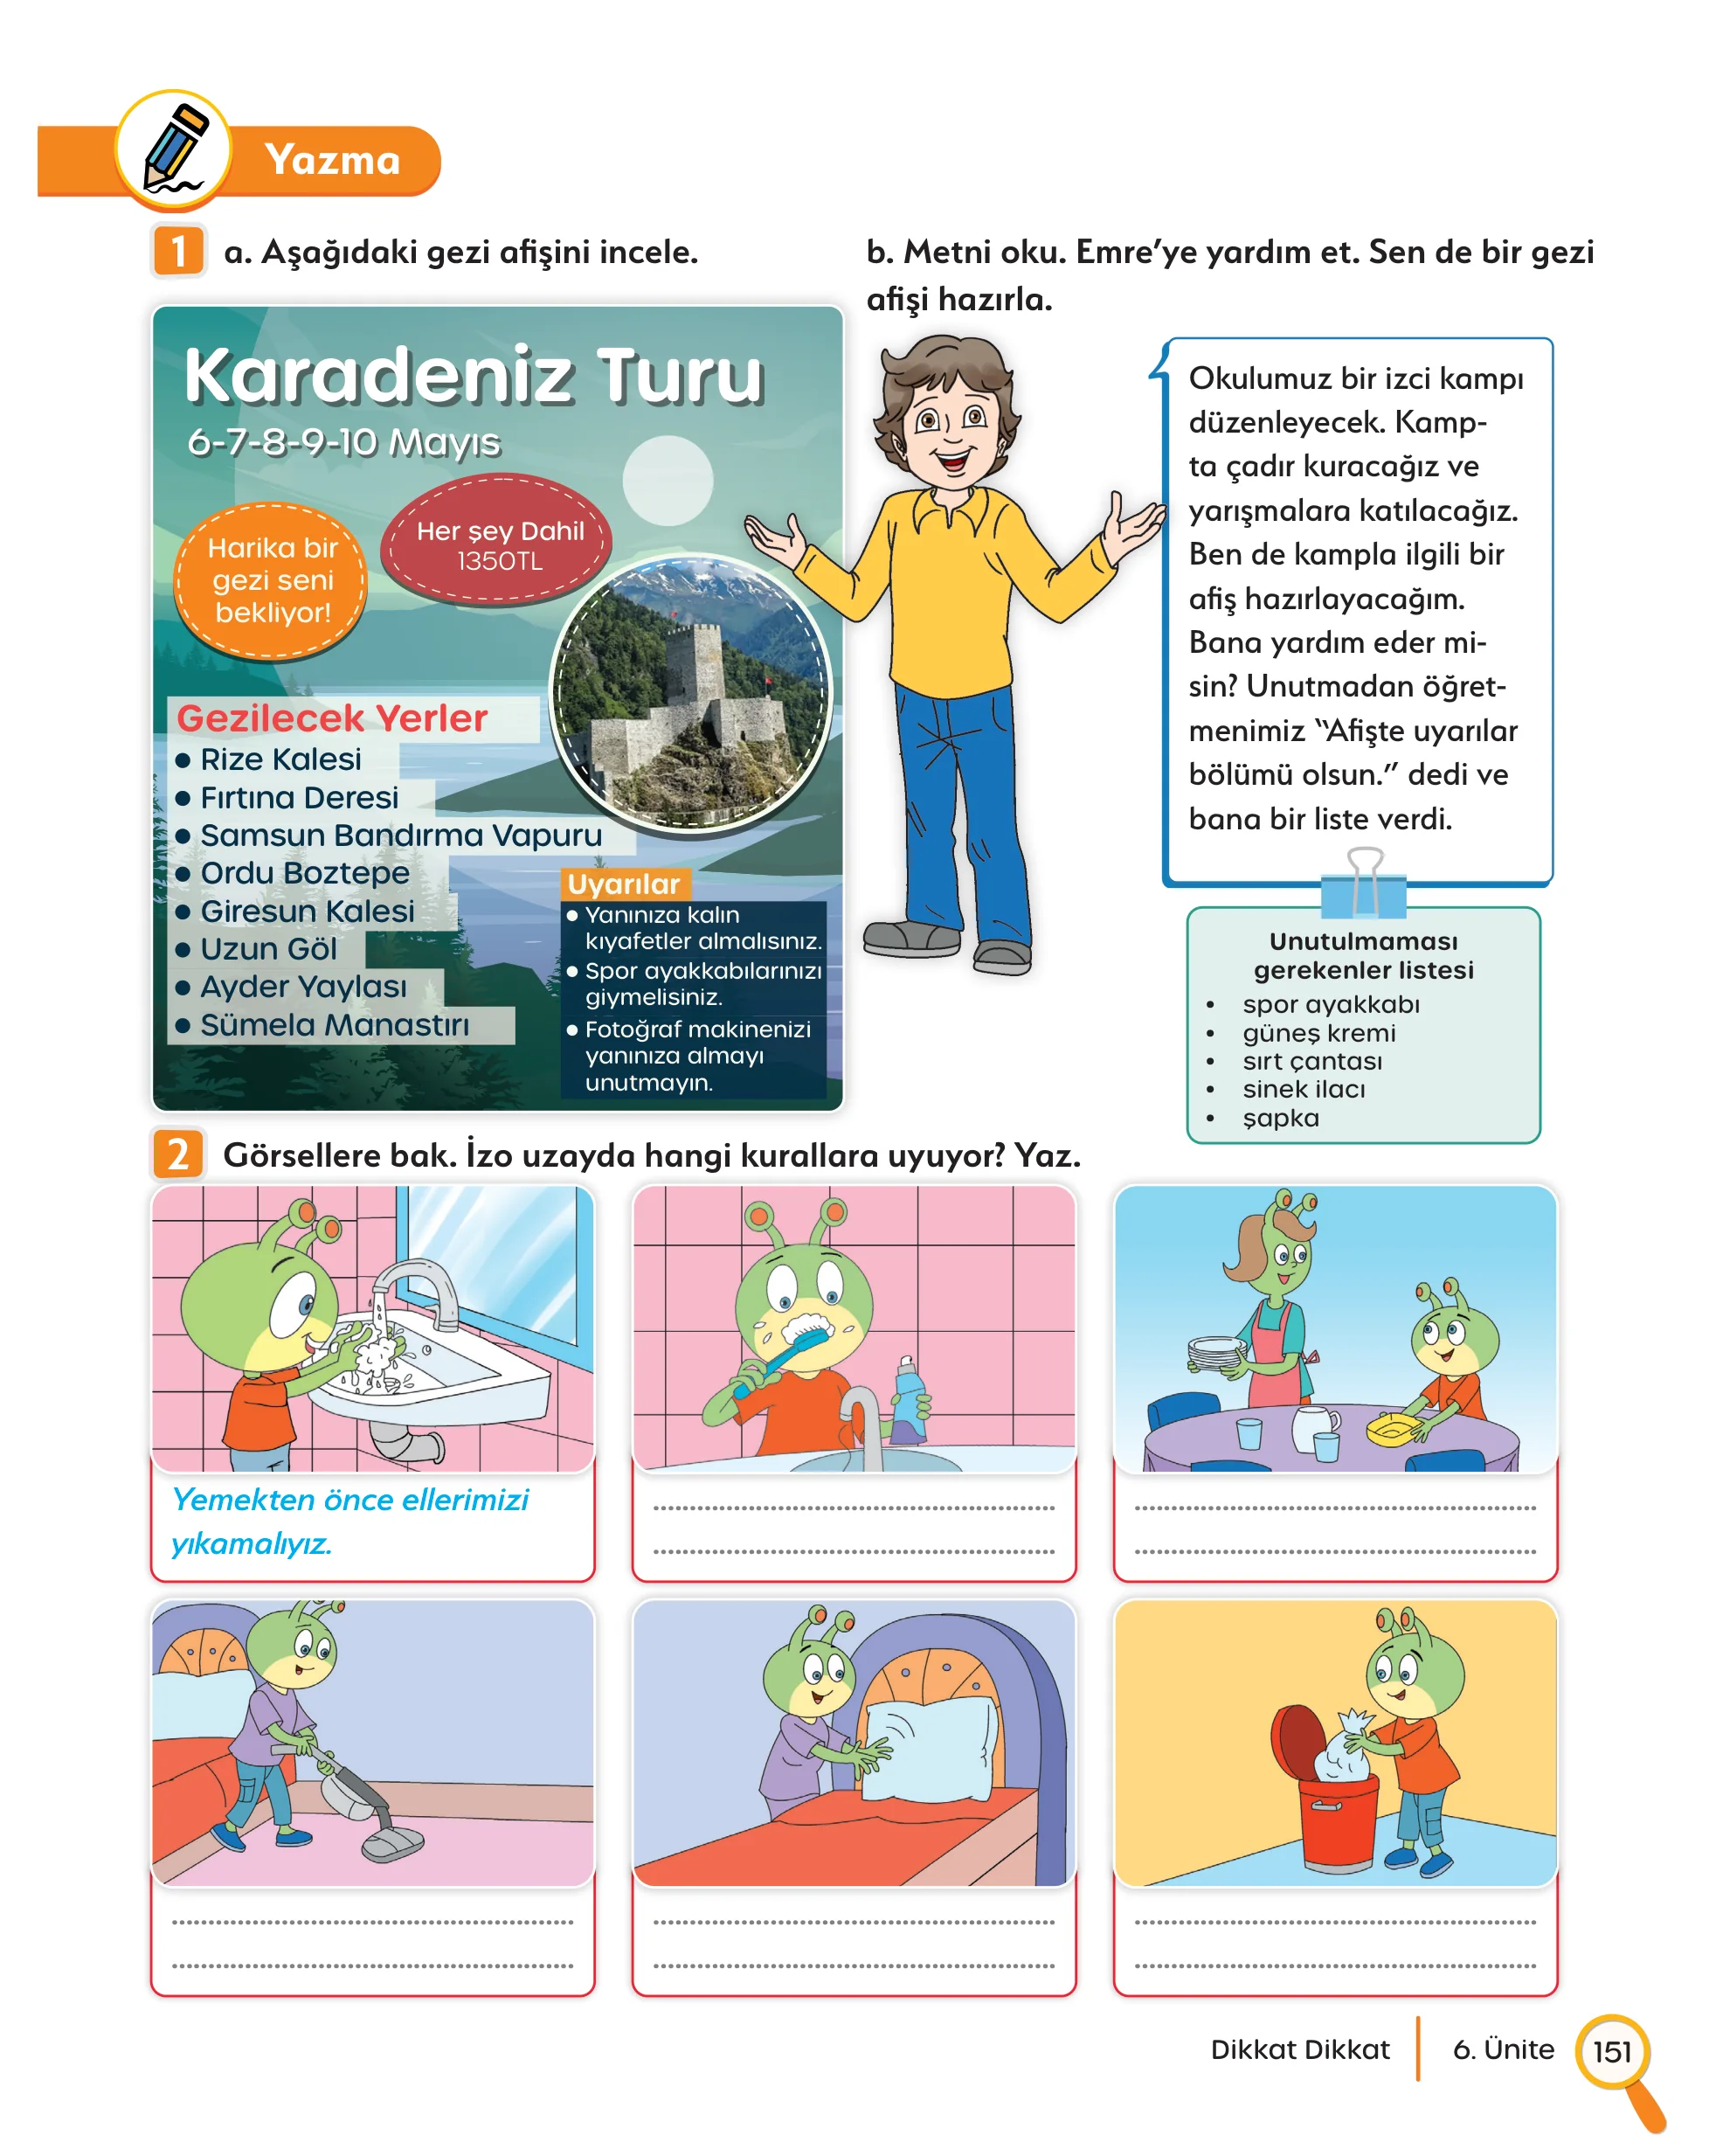 Yazma
1 a. Aşağıdaki gezi afişini incele.
Karadeniz Turu
6-7-8-9-10 Mayıs
Harika bir
gezi seni
bekliyor!
Her şey Dahil
1350TL
Gezilecek Yerler
• Rize Kalesi
• Fırtına Deresi
• Samsun Bandırma Vapuru
• Ordu Boztepe
• Giresun Kalesi
• Uzun Göl
• Ayder Yaylası
• Sümela Manastırı
Uyarılar
• Yanınıza kalın
kıyafetler almalısınız.
• Spor ayakkabılarınızı
giymelisiniz.
• Fotoğraf makinenizi
yanınıza almayı
unutmayın.
b. Metni oku. Emre’ye yardım et. Sen de bir gezi
afişi hazırla.
Okulumuz bir izci kampı
düzenleyecek. Kamp-
ta çadır kuracağız ve
yarışmalara katılacağız.
Ben de kampla ilgili bir
afiş hazırlayacağım.
Bana yardım eder mi-
sin? Unutmadan öğret-
menimiz “Afişte uyarılar
bölümü olsun.” dedi ve
bana bir liste verdi.
Unutulmaması
gerekenler listesi
• spor ayakkabı
• güneş kremi
• sırt çantası
• sinek ilacı
• şapka
2 Görsellere bak. İzo uzayda hangi kurallara uyuyor? Yaz.
Yemekten önce ellerimizi
yıkamalıyız.
Dikkat Dikkat
6. Ünite
151